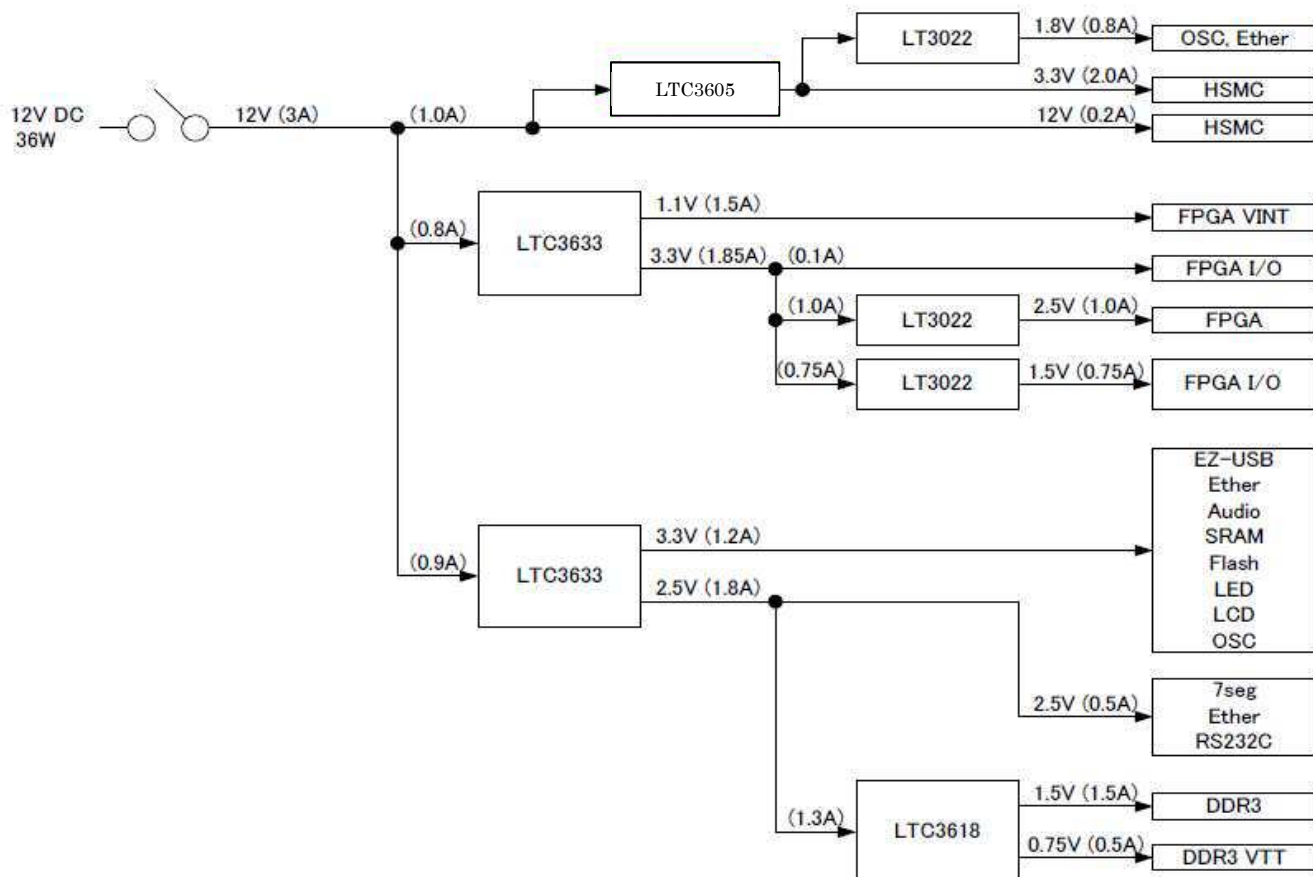 LT3022
1.8V (0.8A)
OSC, Ether
LTC3605
3.3V (2.0A)
HSMC
12V DC
36W
12V (3A)
(1.0A)
12V (0.2A)
HSMC
(0.8A)
LTC3633
1.1V (1.5A)
FPGA VINT
3.3V (1.85A)
(0.1A)
FPGA I/O
(1.0A)
LT3022
2.5V (1.0A)
FPGA
(0.75A)
LT3022
1.5V (0.75A)
FPGA I/O
(0.9A)
LTC3633
3.3V (1.2A)
2.5V (1.8A)
EZ-USB
Ether
Audio
SRAM
Flash
LED
LCD
OSC
2.5V (0.5A)
7seg
Ether
RS232C
(1.3A)
LTC3618
1.5V (1.5A)
DDR3
0.75V (0.5A)
DDR3 VTT